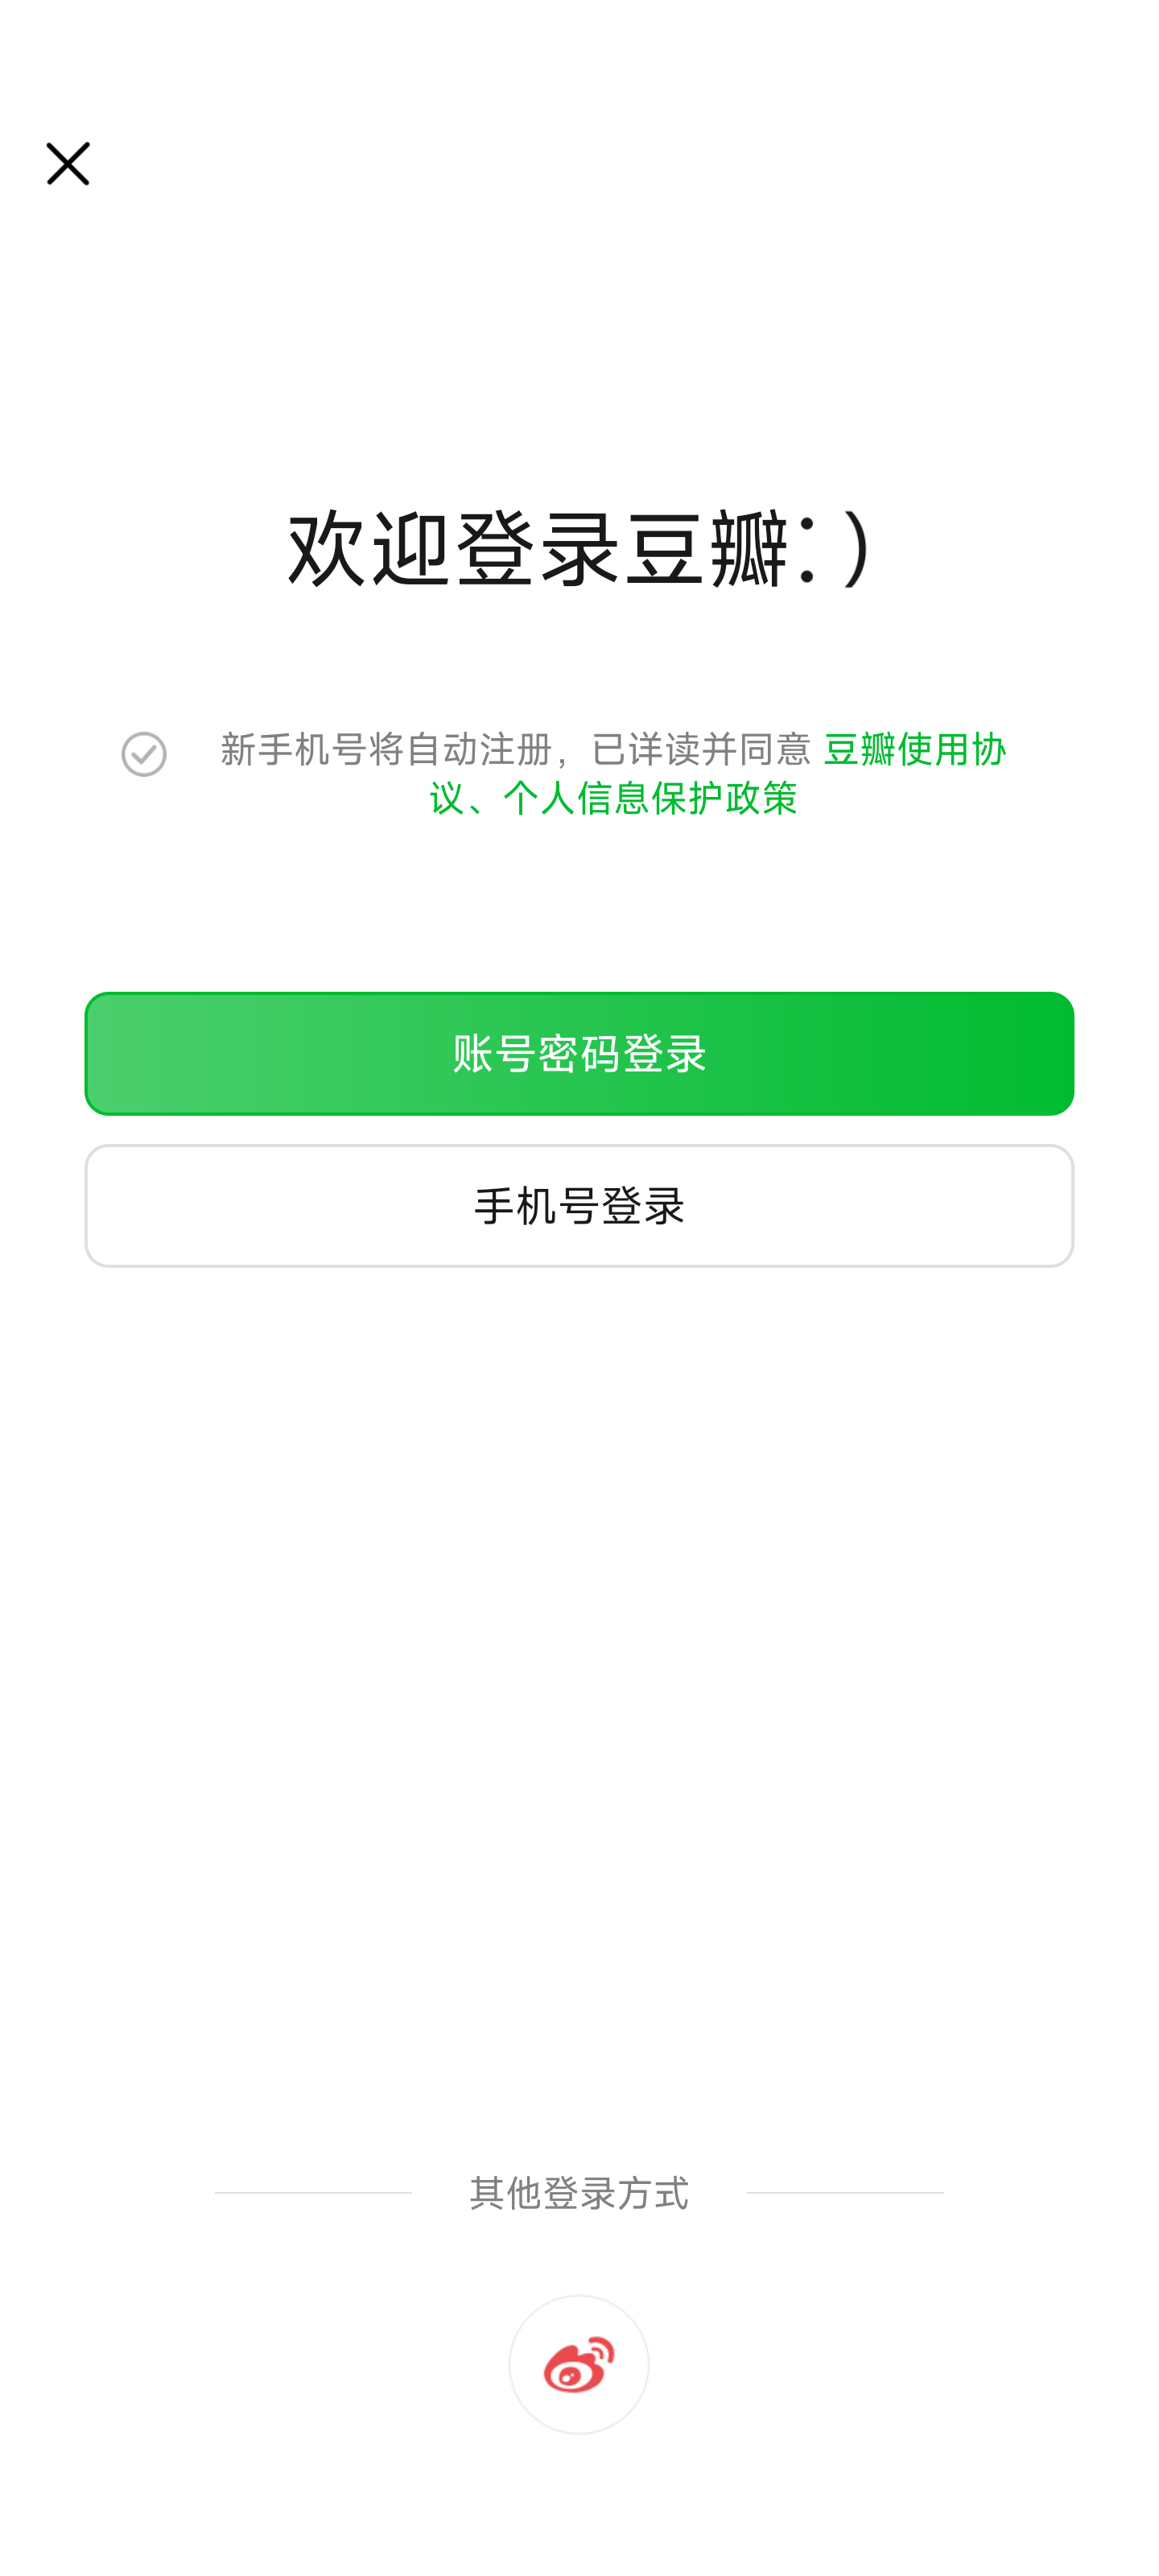 欢迎登录豆瓣:)
新手机号将自动注册，已详读并同意 豆瓣使用协
议、个人信息保护政策
账号密码登录
手机号登录
其他登录方式